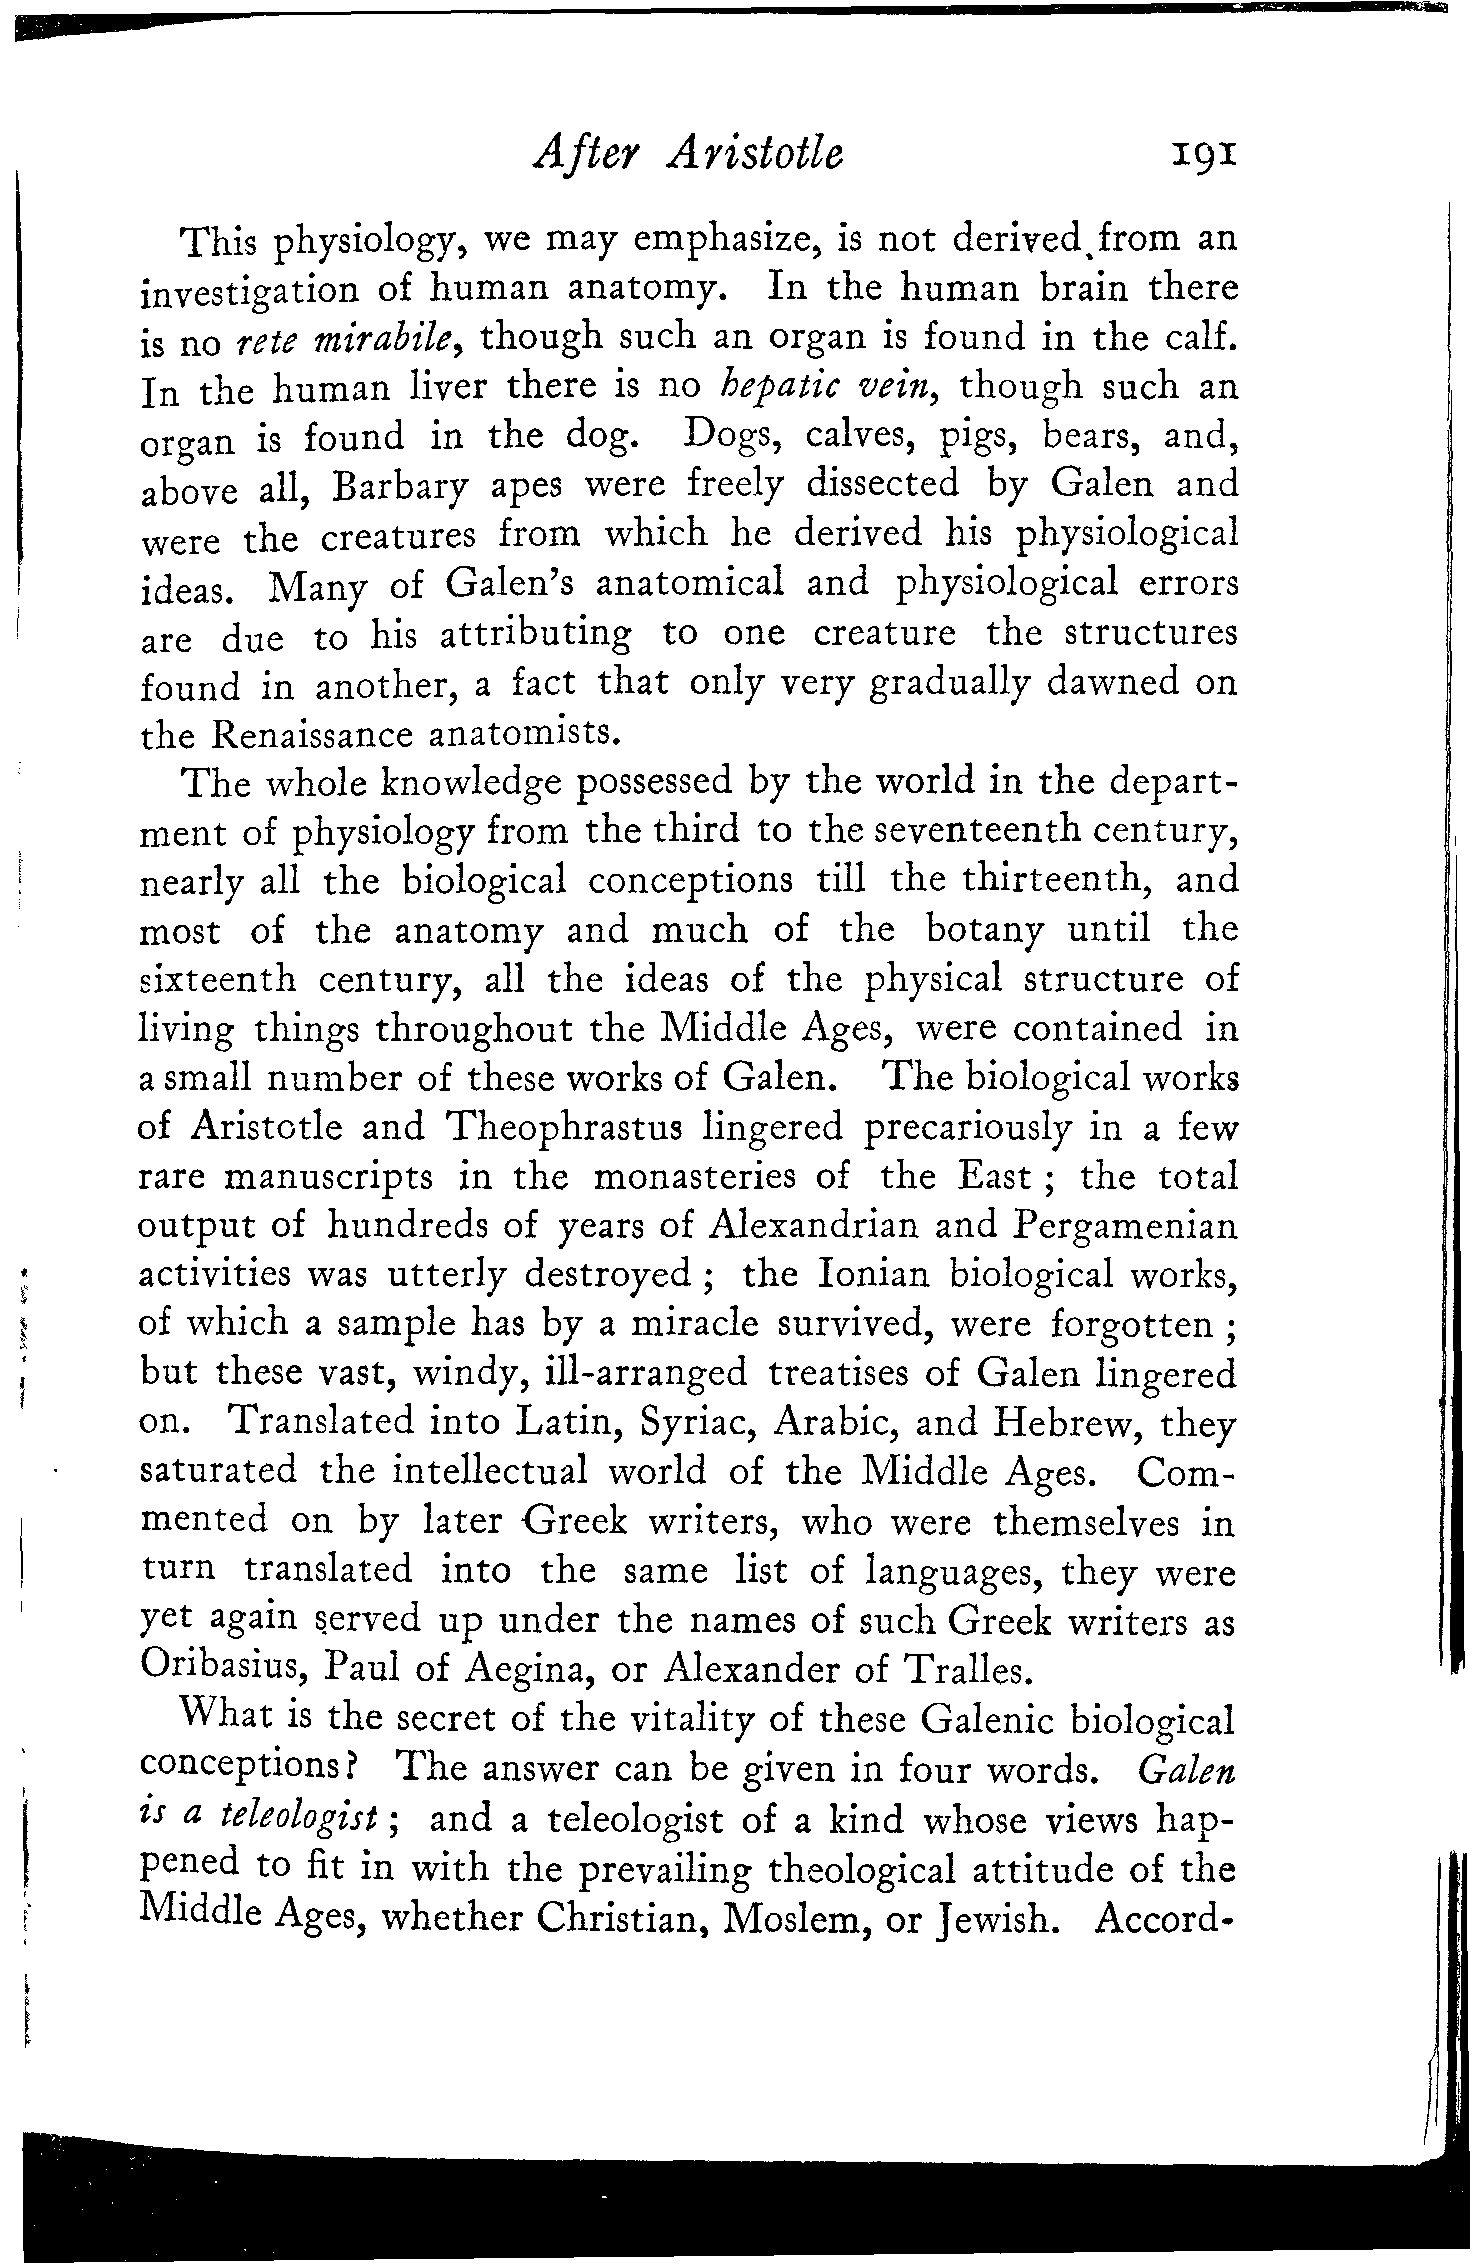 After Aristotle 191
This physiology, we may emphasize, is not derived from an
investigation of human anatomy. In the human brain there
is no rete mirabile, though such an organ is found in the calf.
In the human liver there is no hepatic vein, though such an
organ is found in the dog. Dogs, calves, pigs, bears, and,
above all, Barbary apes were freely dissected by Galen and
were the creatures from which he derived his physiological
ideas. Many of Galen's anatomical and physiological errors
are due to his attributing to one creature the structures
found in another, a fact that only very gradually dawned on
the Renaissance anatomists.
The whole knowledge possessed by the world in the depart-
ment of physiology from the third to the seventeenth century,
nearly all the biological conceptions till the thirteenth, and
most of the anatomy and much of the botany until the
sixteenth century, all the ideas of the physical structure of
living things throughout the Middle Ages, were contained in
a small number of these works of Galen. The biological works
of Aristotle and Theophrastus lingered precariously in a few
rare manuscripts in the monasteries of the East ; the total
output of hundreds of years of Alexandrian and Pergamenian
activities was utterly destroyed ; the Ionian biological works,
of which a sample has by a miracle survived, were forgotten ;
but these vast, windy, ill-arranged treatises of Galen lingered
on. Translated into Latin, Syriac, Arabic, and Hebrew, they
saturated the intellectual world of the Middle Ages. Com-
mented on by later Greek writers, who were themselves in
turn translated into the same list of languages, they were
yet again served up under the names of such Greek writers as
Oribasius, Paul of Aegina, or Alexander of Tralles.
What is the secret of the vitality of these Galenic biological
conceptions? The answer can be given in four words. Galen
is a teleologist ; and a teleologist of a kind whose views hap-
pened to fit in with the prevailing theological attitude of the
Middle Ages, whether Christian, Moslem, or Jewish. Accord-